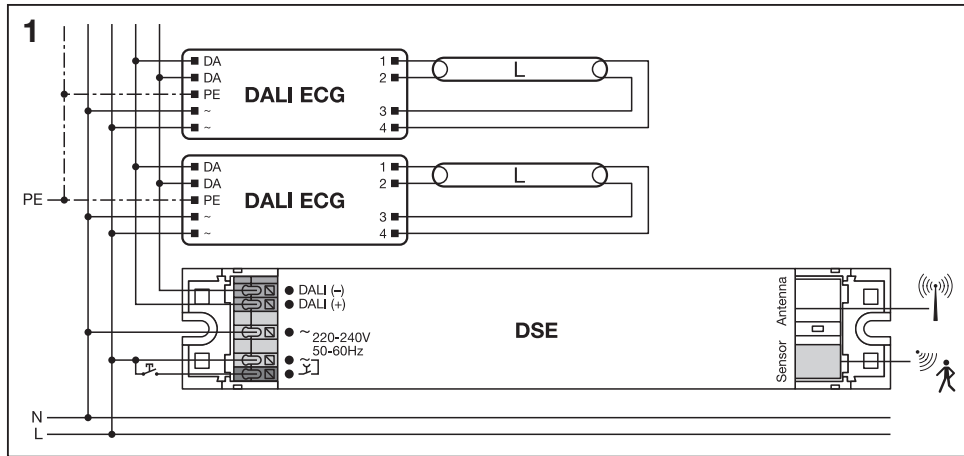 1
DA
DA
PE
~
~
DALI ECG
1
2
3
4
L
DA
DA
PE
~
~
DALI ECG
1
2
3
4
L
PE
DALI (–)
DALI (+)
~ 220-240V
50-60Hz
~
DSE
Antenna
Sensor
N
L